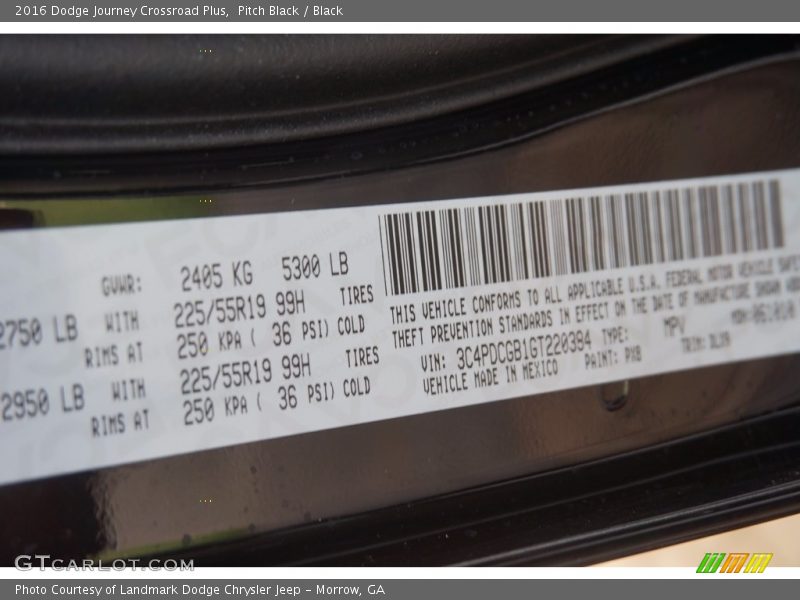 2016 Dodge Journey Crossroad Plus, Pitch Black / Black
GVWR: 2405 KG 5300 LB
2750 LB WITH 225/55R19 99H TIRES
RIMS AT 250 KPA ( 36 PSI) COLD
2950 LB WITH 225/55R19 99H TIRES
RIMS AT 250 KPA ( 36 PSI) COLD
THIS VEHICLE CONFORMS TO ALL APPLICABLE U.S.A. FEDERAL MOTOR VEHICLE
THEFT PREVENTION STANDARDS IN EFFECT ON THE DATE OF MANUFACTURE SHOWN
VIN: 3C4PDCGB1GT220394 TYPE: MPV
VEHICLE MADE IN MEXICO PAINT: PX8 TRIM:
GTCARLOT.COM
Photo Courtesy of Landmark Dodge Chrysler Jeep – Morrow, GA